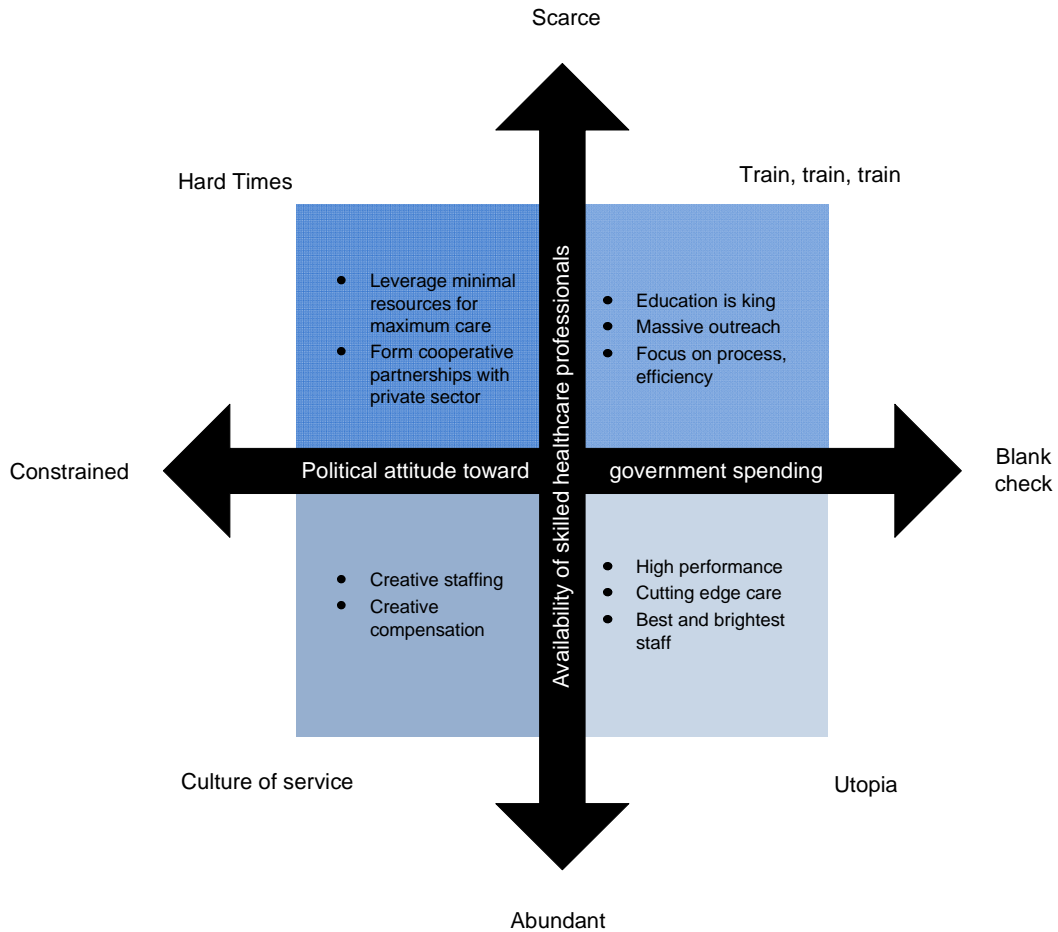 Scarce
Hard Times
Train, train, train
● Leverage minimal
resources for
maximum care
● Form cooperative
partnerships with
private sector
● Education is king
● Massive outreach
● Focus on process,
efficiency
Availability of skilled healthcare professionals
Constrained
Political attitude toward government spending
Blank
check
● Creative staffing
● Creative
compensation
● High performance
● Cutting edge care
● Best and brightest
staff
Culture of service
Utopia
Abundant